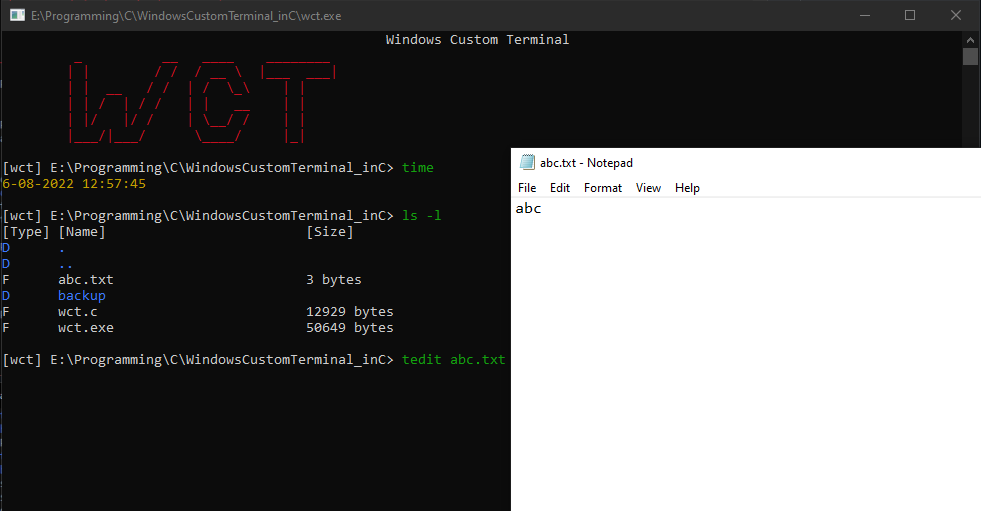 E:\Programming\C\WindowsCustomTerminal_inC\wct.exe
Windows Custom Terminal
WCT
[wct] E:\Programming\C\WindowsCustomTerminal_inC> time
6-08-2022 12:57:45
[wct] E:\Programming\C\WindowsCustomTerminal_inC> ls -l
[Type] [Name] [Size]
D .
D ..
F abc.txt 3 bytes
D backup
F wct.c 12929 bytes
F wct.exe 50649 bytes
[wct] E:\Programming\C\WindowsCustomTerminal_inC> tedit abc.txt
abc.txt - Notepad
File Edit Format View Help
abc